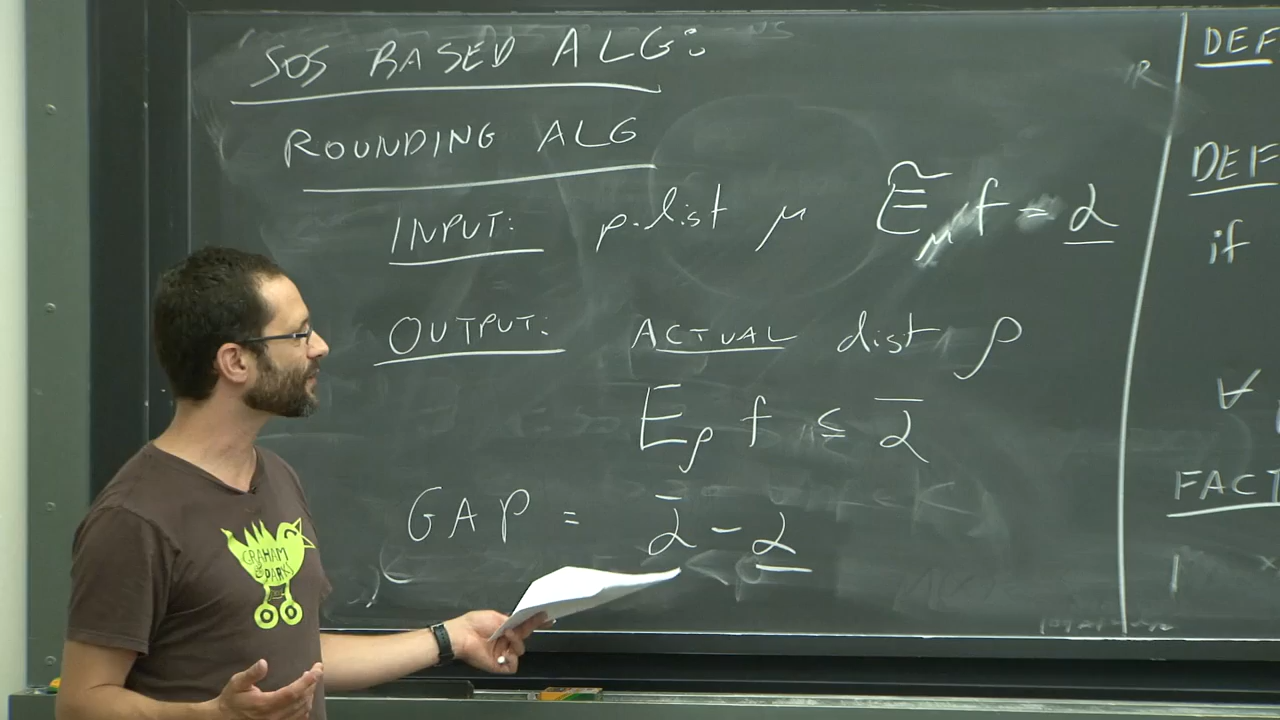 SOS BASED ALG:
ROUNDING ALG
INPUT: p.dist μ Ẽ_μ f = α̲
OUTPUT: ACTUAL dist ρ
E_ρ f ≤ α̅
GAP = α̅ - α̲
DEF
DEF
if
∀
FACT
GRAHAM & PARKS